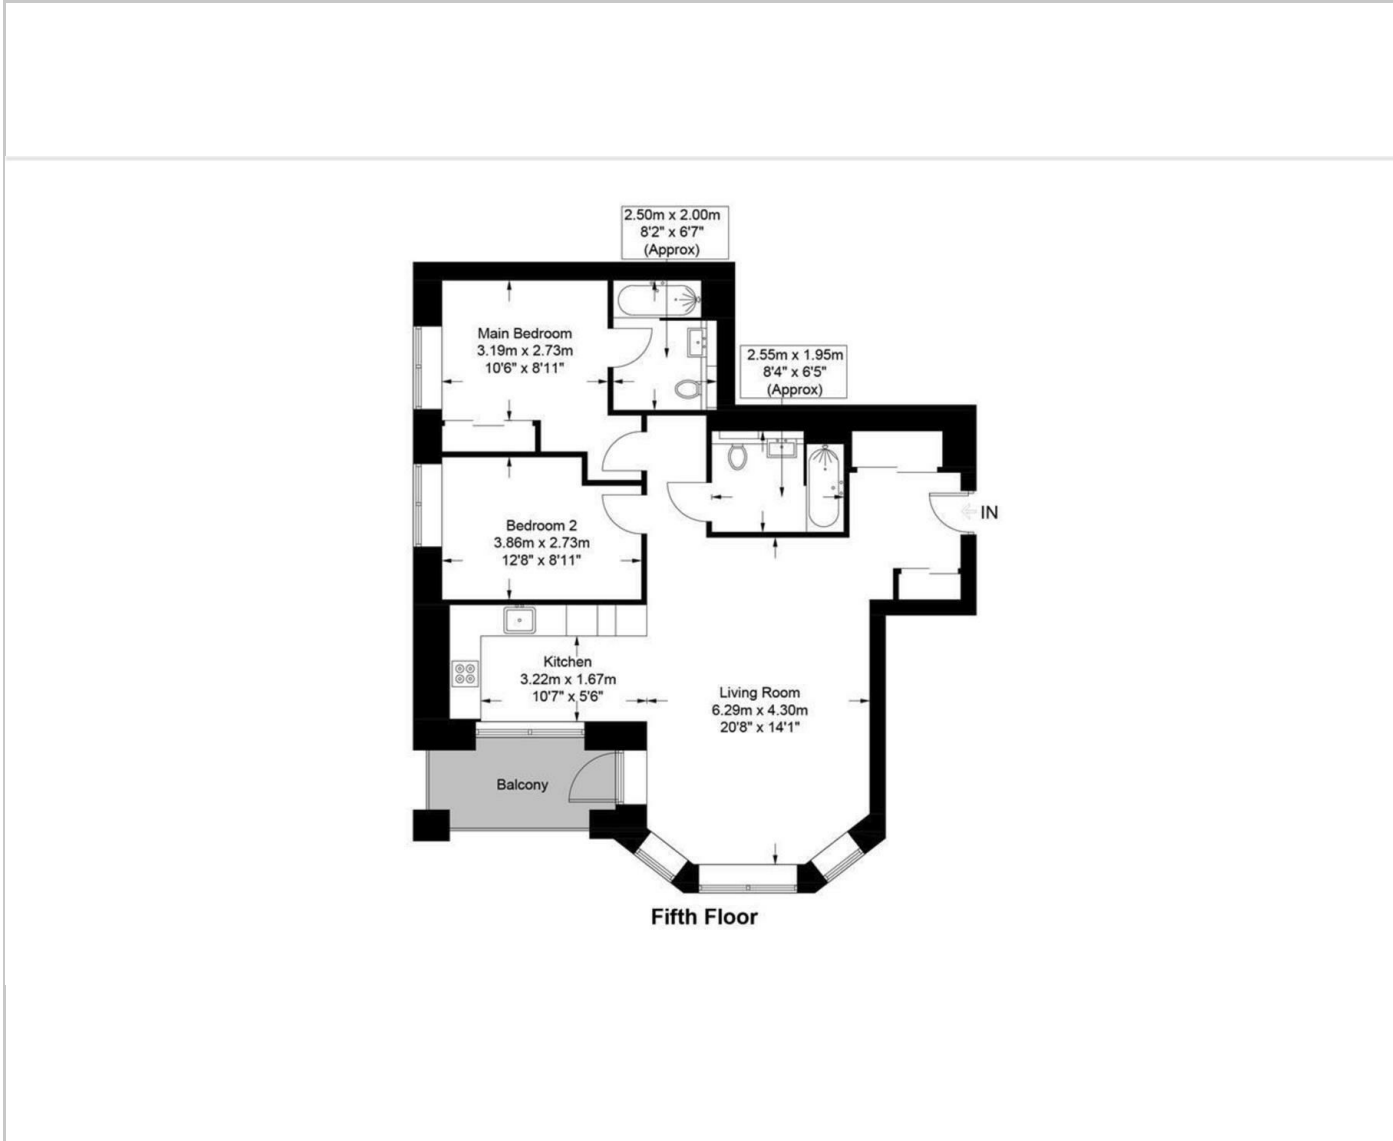 2.50m x 2.00m
8'2" x 6'7"
(Approx)
Main Bedroom
3.19m x 2.73m
10'6" x 8'11"
2.55m x 1.95m
8'4" x 6'5"
(Approx)
IN
Bedroom 2
3.86m x 2.73m
12'8" x 8'11"
Kitchen
3.22m x 1.67m
10'7" x 5'6"
Living Room
6.29m x 4.30m
20'8" x 14'1"
Balcony
Fifth Floor